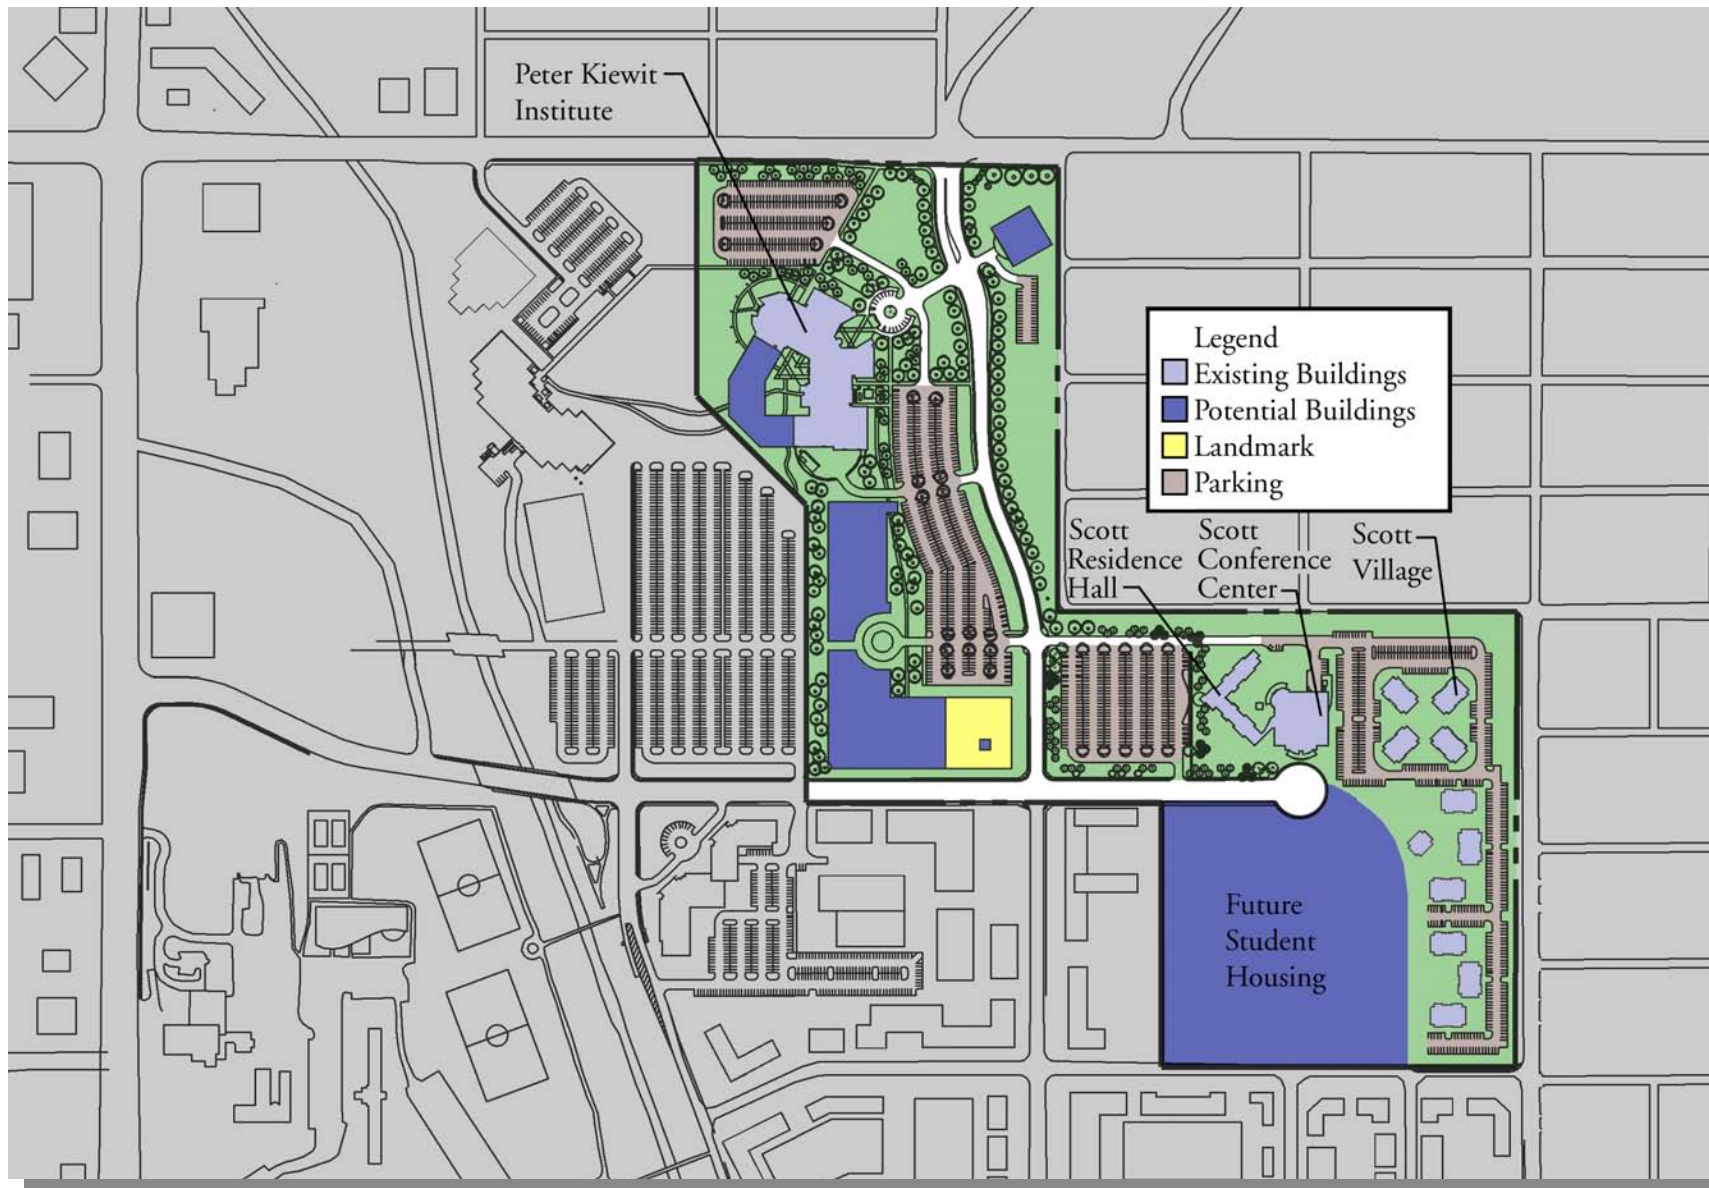 Peter Kiewit
Institute
Legend
Existing Buildings
Potential Buildings
Landmark
Parking
Scott
Residence
Hall
Scott
Conference
Center
Scott
Village
Future
Student
Housing